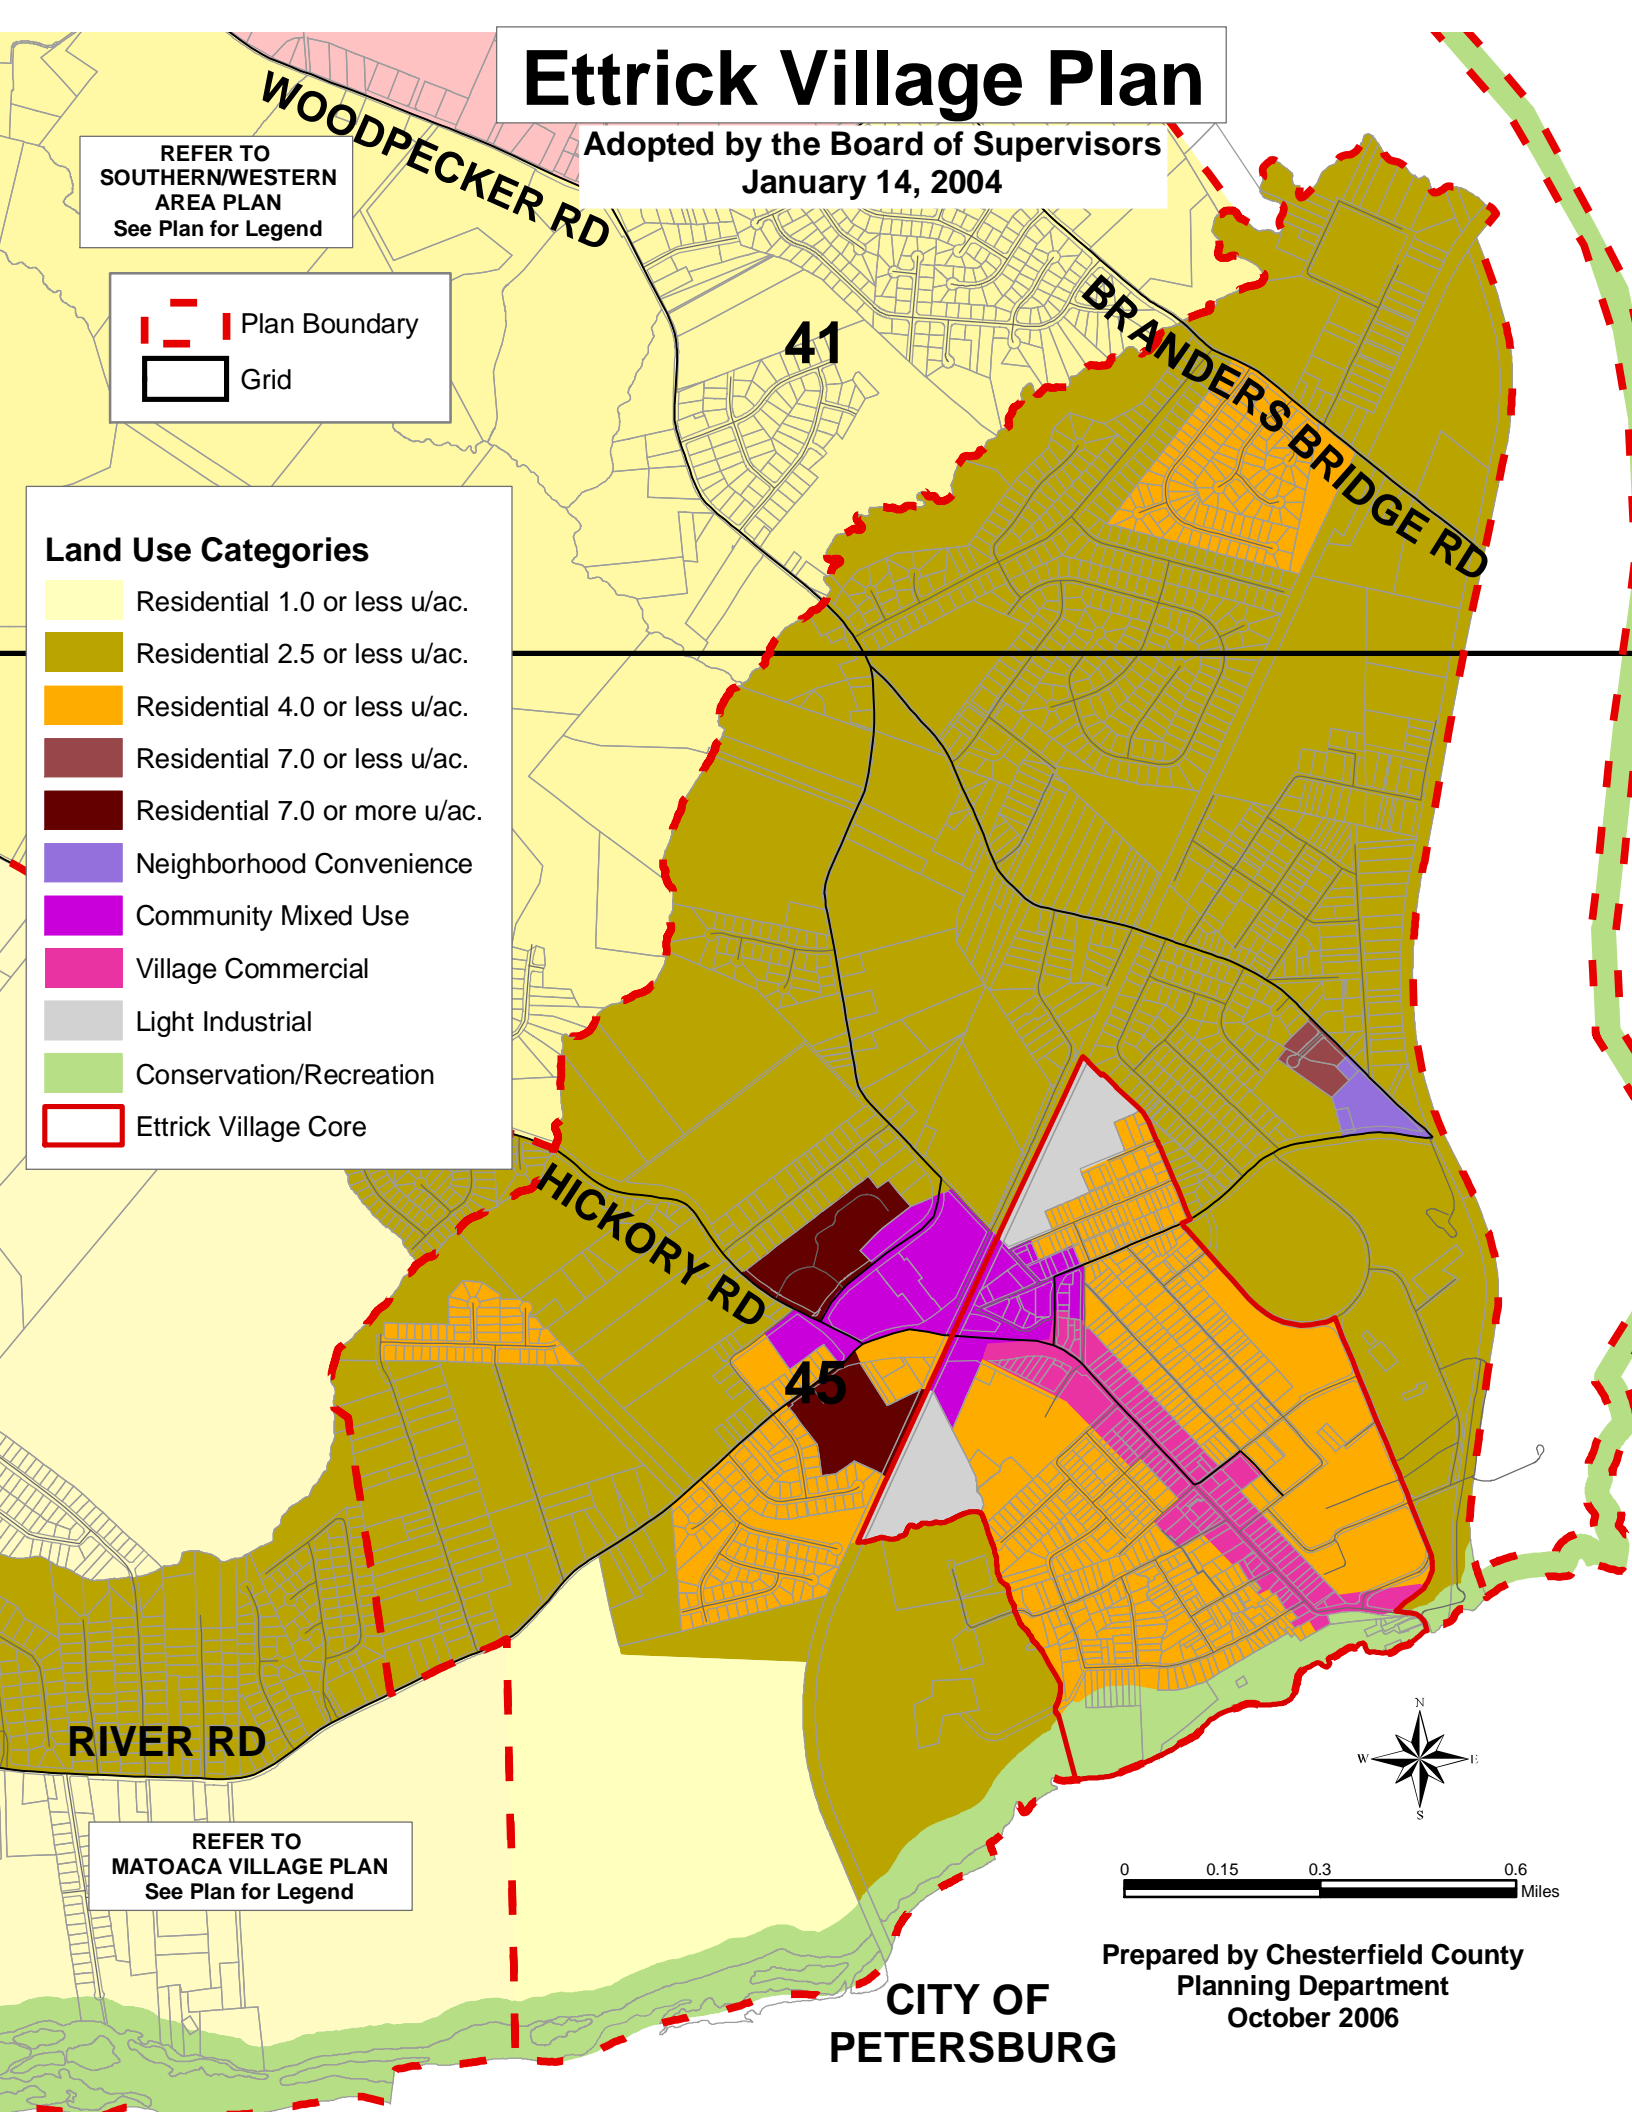 Ettrick Village Plan
Adopted by the Board of Supervisors
January 14, 2004
WOODPECKER RD
REFER TO
SOUTHERN/WESTERN
AREA PLAN
See Plan for Legend
Plan Boundary
Grid
41
BRANDERS BRIDGE RD
Land Use Categories
Residential 1.0 or less u/ac.
Residential 2.5 or less u/ac.
Residential 4.0 or less u/ac.
Residential 7.0 or less u/ac.
Residential 7.0 or more u/ac.
Neighborhood Convenience
Community Mixed Use
Village Commercial
Light Industrial
Conservation/Recreation
Ettrick Village Core
HICKORY RD
45
RIVER RD
REFER TO
MATOACA VILLAGE PLAN
See Plan for Legend
N
W E
S
0 0.15 0.3 0.6
Miles
Prepared by Chesterfield County
Planning Department
October 2006
CITY OF
PETERSBURG